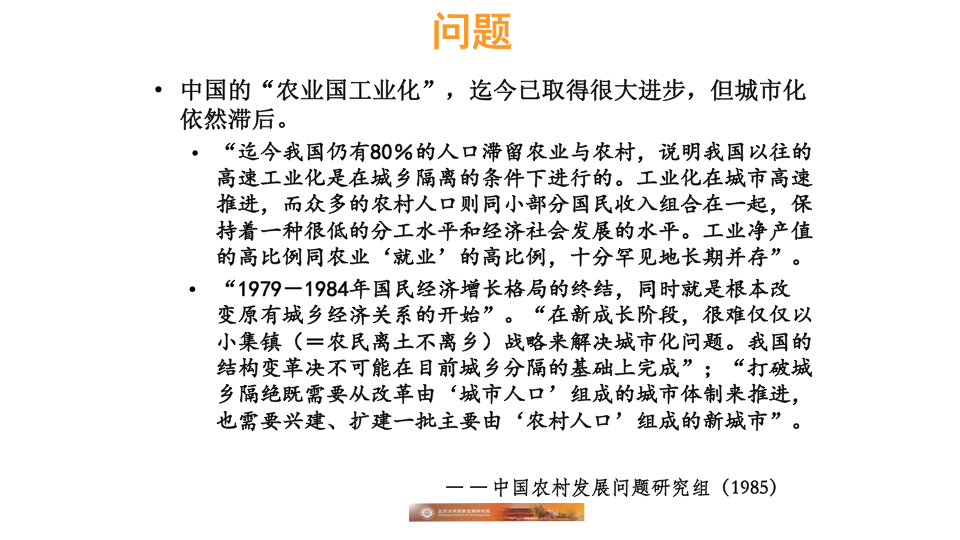 问题
• 中国的“农业国工业化”，迄今已取得很大进步，但城市化
依然滞后。
• “迄今我国仍有80％的人口滞留农业与农村，说明我国以往的
高速工业化是在城乡隔离的条件下进行的。工业化在城市高速
推进，而众多的农村人口则同小部分国民收入组合在一起，保
持着一种很低的分工水平和经济社会发展的水平。工业净产值
的高比例同农业‘就业’的高比例，十分罕见地长期并存”。
• “1979－1984年国民经济增长格局的终结，同时就是根本改
变原有城乡经济关系的开始”。“在新成长阶段，很难仅仅以
小集镇（＝农民离土不离乡）战略来解决城市化问题。我国的
结构变革决不可能在目前城乡分隔的基础上完成”；“打破城
乡隔绝既需要从改革由‘城市人口’组成的城市体制来推进，
也需要兴建、扩建一批主要由‘农村人口’组成的新城市”。
－－中国农村发展问题研究组（1985）
北京大学国家发展研究院
National School of Development